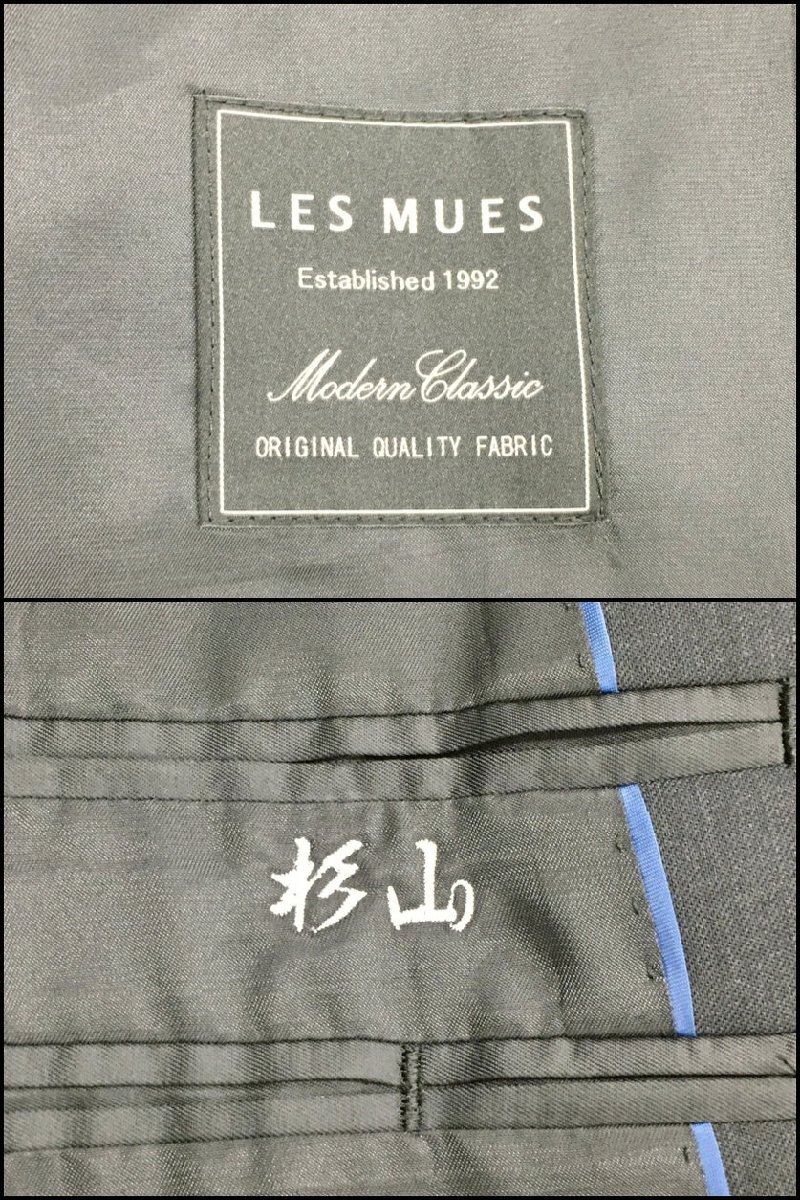 LES MUES
Established 1992
Modern Classic
ORIGINAL QUALITY FABRIC
杉山